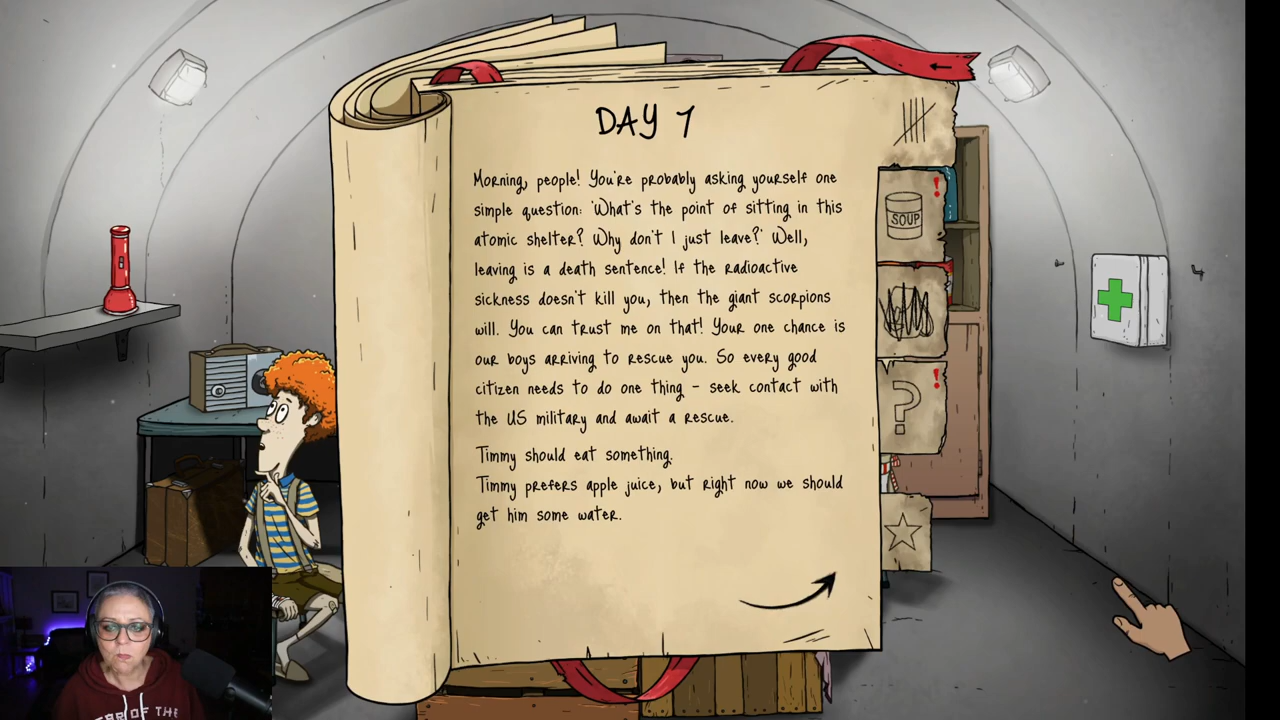 DAY 7
Morning, people! You're probably asking yourself one
simple question: 'What's the point of sitting in this
atomic shelter? Why don't I just leave?' Well,
leaving is a death sentence! If the radioactive
sickness doesn't kill you, then the giant scorpions
will. You can trust me on that! Your one chance is
our boys arriving to rescue you. So every good
citizen needs to do one thing - seek contact with
the US military and await a rescue.
Timmy should eat something.
Timmy prefers apple juice, but right now we should
get him some water.
SOUP
!
!
?
OF THE